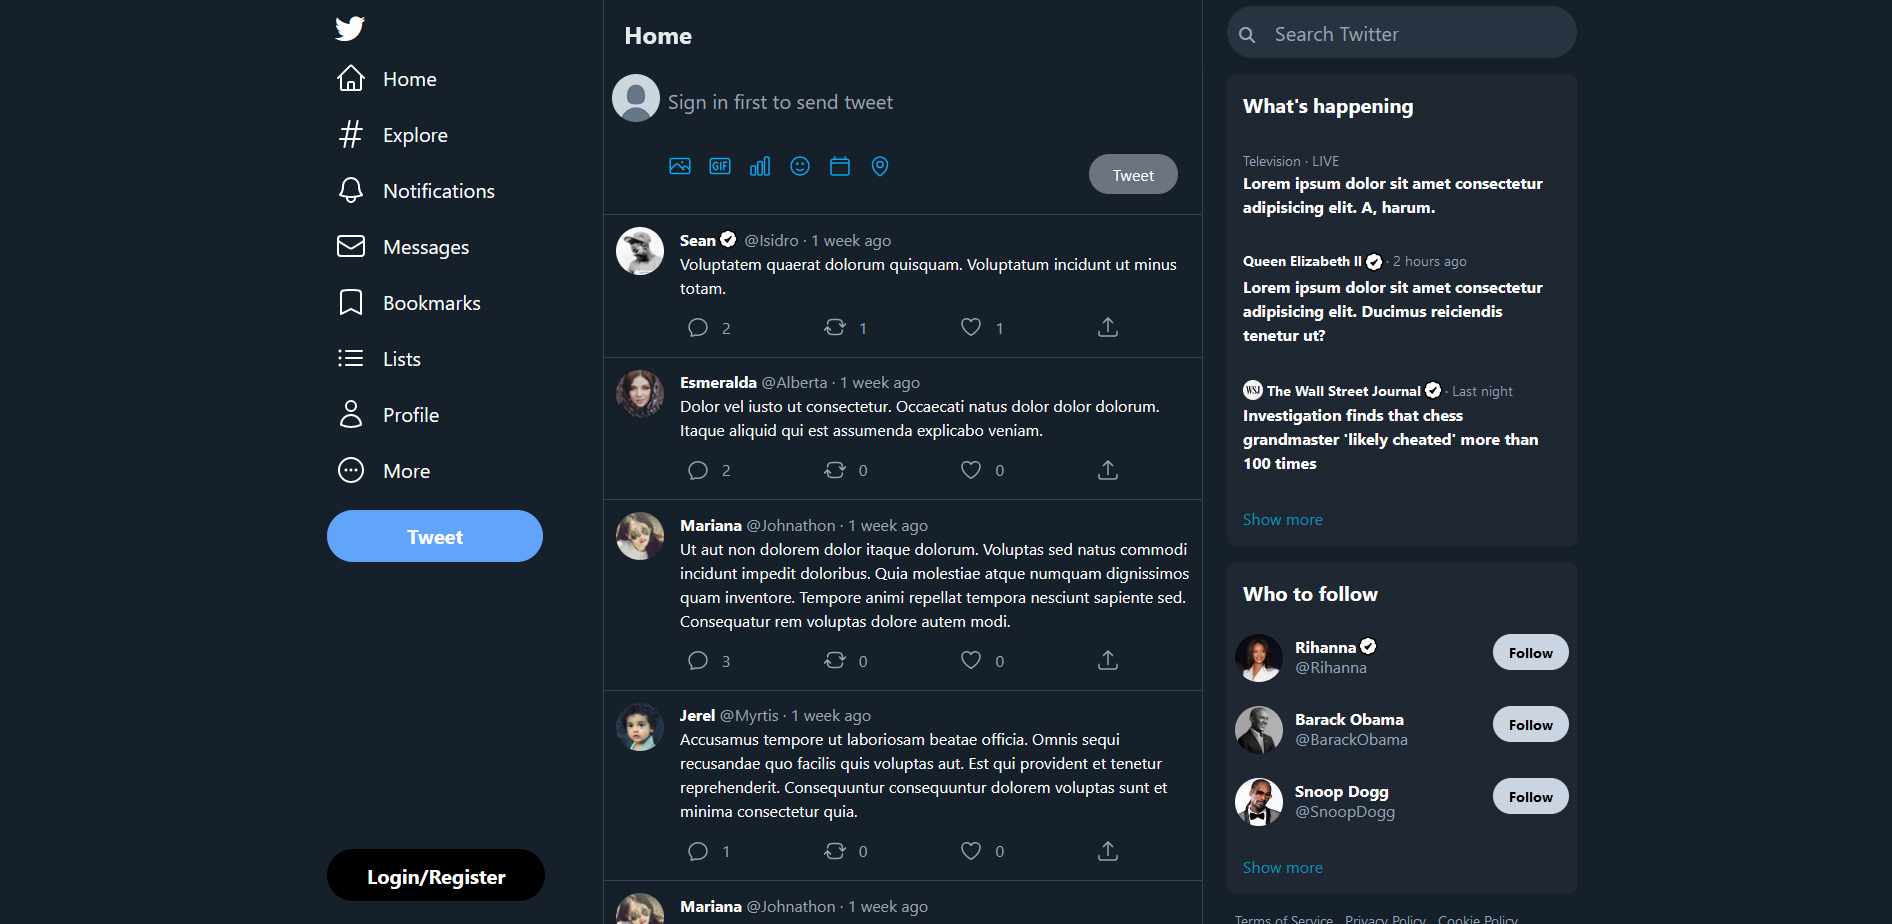 Home
Explore
Notifications
Messages
Bookmarks
Lists
Profile
More
Tweet
Login/Register
Home
Sign in first to send tweet
GIF
Tweet
Sean @Isidro · 1 week ago
Voluptatem quaerat dolorum quisquam. Voluptatum incidunt ut minus
totam.
2 1 1
Esmeralda @Alberta · 1 week ago
Dolor vel iusto ut consectetur. Occaecati natus dolor dolor dolorum.
Itaque aliquid qui est assumenda explicabo veniam.
2 0 0
Mariana @Johnathon · 1 week ago
Ut aut non dolorem dolor itaque dolorum. Voluptas sed natus commodi
incidunt impedit doloribus. Quia molestiae atque numquam dignissimos
quam inventore. Tempore animi repellat tempora nesciunt sapiente sed.
Consequatur rem voluptas dolore autem modi.
3 0 0
Jerel @Myrtis · 1 week ago
Accusamus tempore ut laboriosam beatae officia. Omnis sequi
recusandae quo facilis quis voluptas aut. Est qui provident et tenetur
reprehenderit. Consequuntur consequuntur dolorem voluptas sunt et
minima consectetur quia.
1 0 0
Mariana @Johnathon · 1 week ago
Search Twitter
What's happening
Television · LIVE
Lorem ipsum dolor sit amet consectetur
adipisicing elit. A, harum.
Queen Elizabeth II · 2 hours ago
Lorem ipsum dolor sit amet consectetur
adipisicing elit. Ducimus reiciendis
tenetur ut?
WSJ The Wall Street Journal · Last night
Investigation finds that chess
grandmaster 'likely cheated' more than
100 times
Show more
Who to follow
Rihanna
@Rihanna
Follow
Barack Obama
@BarackObama
Follow
Snoop Dogg
@SnoopDogg
Follow
Show more
Terms of Service Privacy Policy Cookie Policy